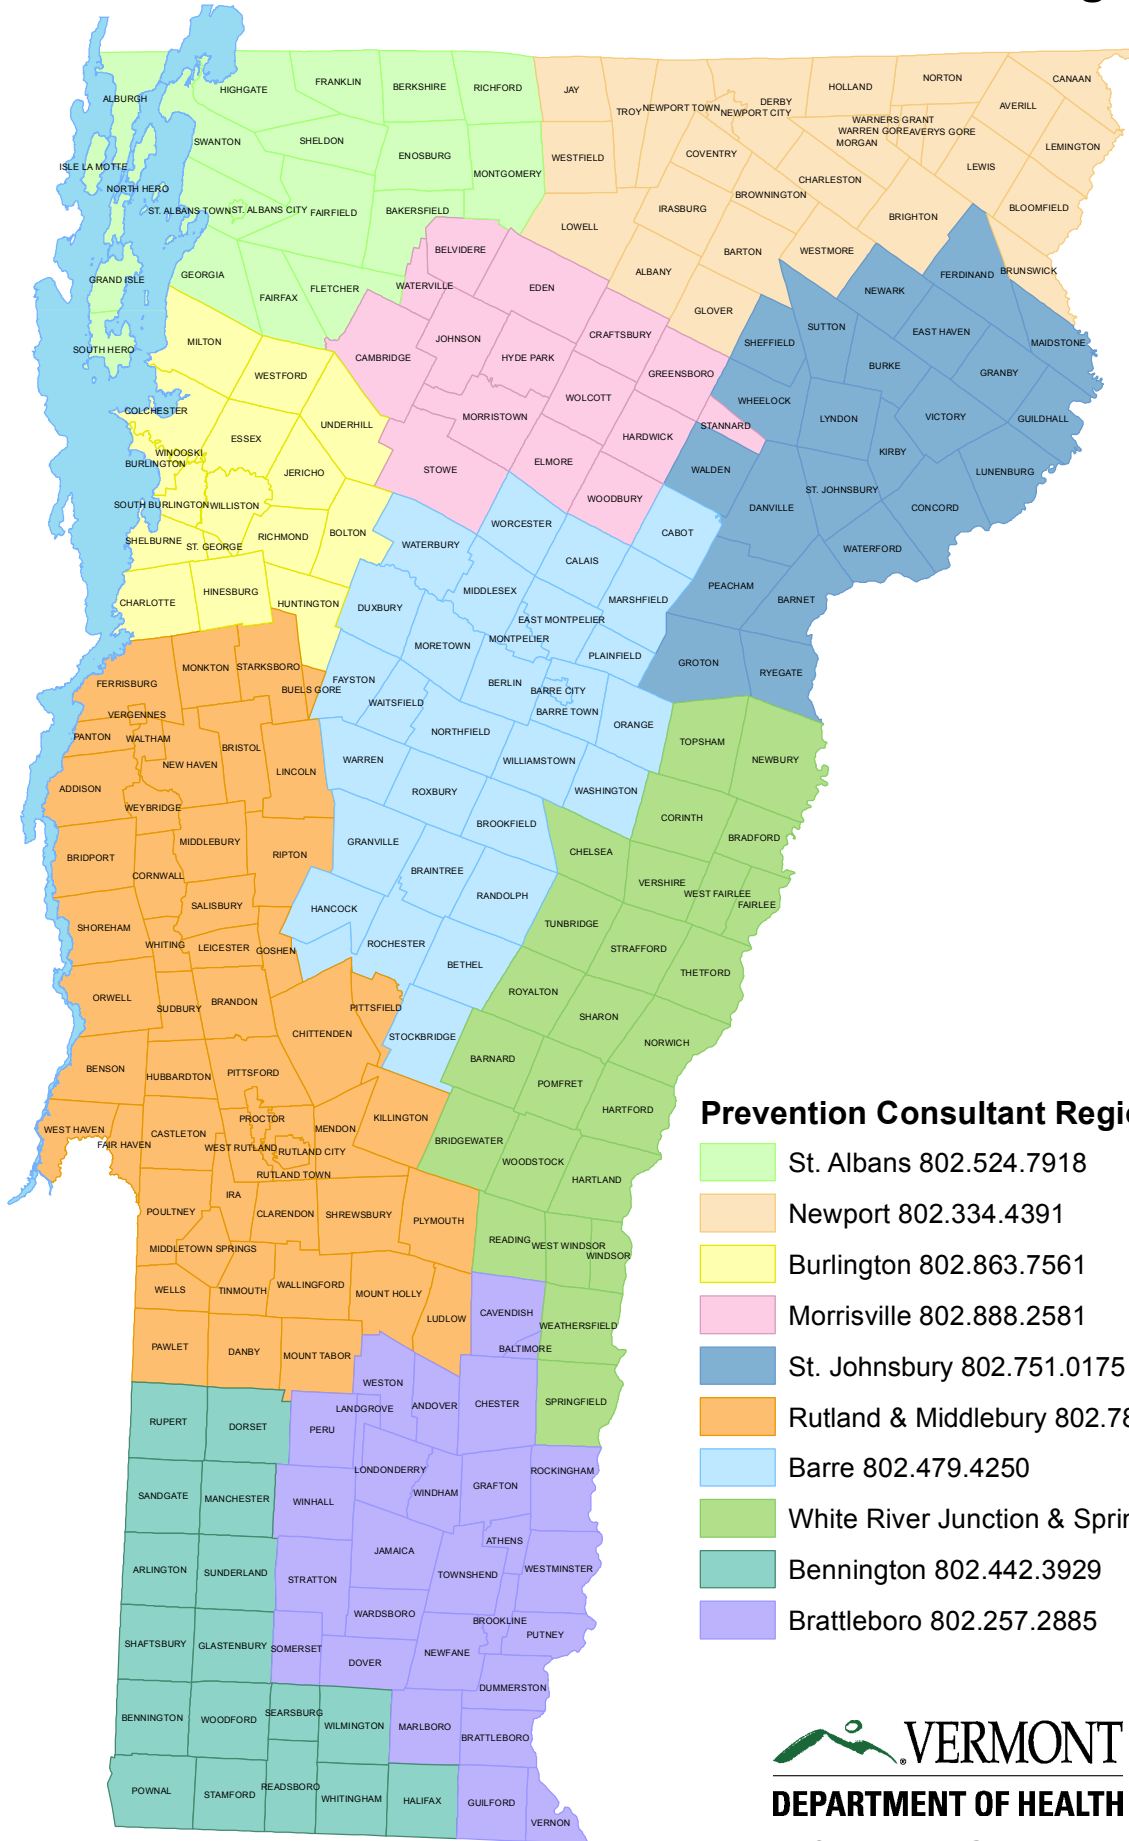 g
ALBURGH
HIGHGATE
FRANKLIN
BERKSHIRE
RICHFORD
JAY
TROY
NEWPORT TOWN
DERBY
NEWPORT CITY
HOLLAND
NORTON
CANAAN
AVERILL
WARNERS GRANT
WARREN GORE
AVERYS GORE
MORGAN
LEMINGTON
ISLE LA MOTTE
SWANTON
SHELDON
ENOSBURG
MONTGOMERY
WESTFIELD
COVENTRY
CHARLESTON
LEWIS
NORTH HERO
ST. ALBANS TOWN
ST. ALBANS CITY
FAIRFIELD
BAKERSFIELD
LOWELL
IRASBURG
BROWNINGTON
BRIGHTON
BLOOMFIELD
BELVIDERE
BARTON
WESTMORE
GRAND ISLE
GEORGIA
FAIRFAX
FLETCHER
WATERVILLE
EDEN
ALBANY
NEWARK
FERDINAND
BRUNSWICK
GLOVER
SOUTH HERO
MILTON
CAMBRIDGE
JOHNSON
HYDE PARK
CRAFTSBURY
SHEFFIELD
SUTTON
EAST HAVEN
MAIDSTONE
WESTFORD
GREENSBORO
BURKE
GRANBY
COLCHESTER
UNDERHILL
MORRISTOWN
WOLCOTT
WHEELOCK
LYNDON
VICTORY
GUILDHALL
WINOOSKI
ESSEX
STANNARD
BURLINGTON
JERICHO
STOWE
ELMORE
HARDWICK
WALDEN
KIRBY
LUNENBURG
SOUTH BURLINGTON
WILLISTON
WOODBURY
DANVILLE
ST. JOHNSBURY
CONCORD
SHELBURNE
ST. GEORGE
RICHMOND
BOLTON
WATERBURY
WORCESTER
CABOT
WATERFORD
CALAIS
CHARLOTTE
HINESBURG
HUNTINGTON
DUXBURY
MIDDLESEX
MARSHFIELD
PEACHAM
BARNET
EAST MONTPELIER
MONTPELIER
MORETOWN
PLAINFIELD
GROTON
RYEGATE
FERRISBURG
MONKTON
STARKSBORO
BUELS GORE
FAYSTON
BERLIN
BARRE CITY
VERGENNES
WAITSFIELD
BARRE TOWN
ORANGE
PANTON
WALTHAM
BRISTOL
NORTHFIELD
TOPSHAM
NEWBURY
NEW HAVEN
LINCOLN
WARREN
WILLIAMSTOWN
ADDISON
ROXBURY
WASHINGTON
WEYBRIDGE
BROOKFIELD
CORINTH
BRADFORD
BRIDPORT
MIDDLEBURY
RIPTON
GRANVILLE
CHELSEA
CORNWALL
BRAINTREE
RANDOLPH
VERSHIRE
WEST FAIRLEE
FAIRLEE
SALISBURY
HANCOCK
SHOREHAM
WHITING
LEICESTER
GOSHEN
ROCHESTER
TUNBRIDGE
STRAFFORD
BETHEL
THETFORD
ORWELL
SUDBURY
BRANDON
CHITTENDEN
PITTSFIELD
ROYALTON
SHARON
STOCKBRIDGE
NORWICH
BENSON
HUBBARDTON
PITTSFORD
BARNARD
POMFRET
HARTFORD
WEST HAVEN
FAIR HAVEN
CASTLETON
PROCTOR
MENDON
KILLINGTON
WEST RUTLAND
RUTLAND CITY
BRIDGEWATER
WOODSTOCK
RUTLAND TOWN
HARTLAND
POULTNEY
IRA
CLARENDON
SHREWSBURY
PLYMOUTH
READING
WEST WINDSOR
WINDSOR
MIDDLETOWN SPRINGS
WELLS
TINMOUTH
WALLINGFORD
MOUNT HOLLY
LUDLOW
CAVENDISH
WEATHERSFIELD
BALTIMORE
PAWLET
DANBY
MOUNT TABOR
WESTON
ANDOVER
CHESTER
SPRINGFIELD
RUPERT
DORSET
PERU
LANDGROVE
LONDONDERRY
WINDHAM
GRAFTON
ROCKINGHAM
SANDGATE
MANCHESTER
WINHALL
ATHENS
ARLINGTON
SUNDERLAND
STRATTON
JAMAICA
TOWNSHEND
WESTMINSTER
WARDSBORO
BROOKLINE
SHAFTSBURY
GLASTENBURY
SOMERSET
DOVER
NEWFANE
PUTNEY
DUMMERSTON
BENNINGTON
WOODFORD
SEARSBURG
WILMINGTON
MARLBORO
BRATTLEBORO
POWNAL
STAMFORD
READSBORO
WHITINGHAM
HALIFAX
GUILFORD
VERNON
Prevention Consultant Regio
St. Albans 802.524.7918
Newport 802.334.4391
Burlington 802.863.7561
Morrisville 802.888.2581
St. Johnsbury 802.751.0175
Rutland & Middlebury 802.78
Barre 802.479.4250
White River Junction & Sprin
Bennington 802.442.3929
Brattleboro 802.257.2885
VERMONT
DEPARTMENT OF HEALTH